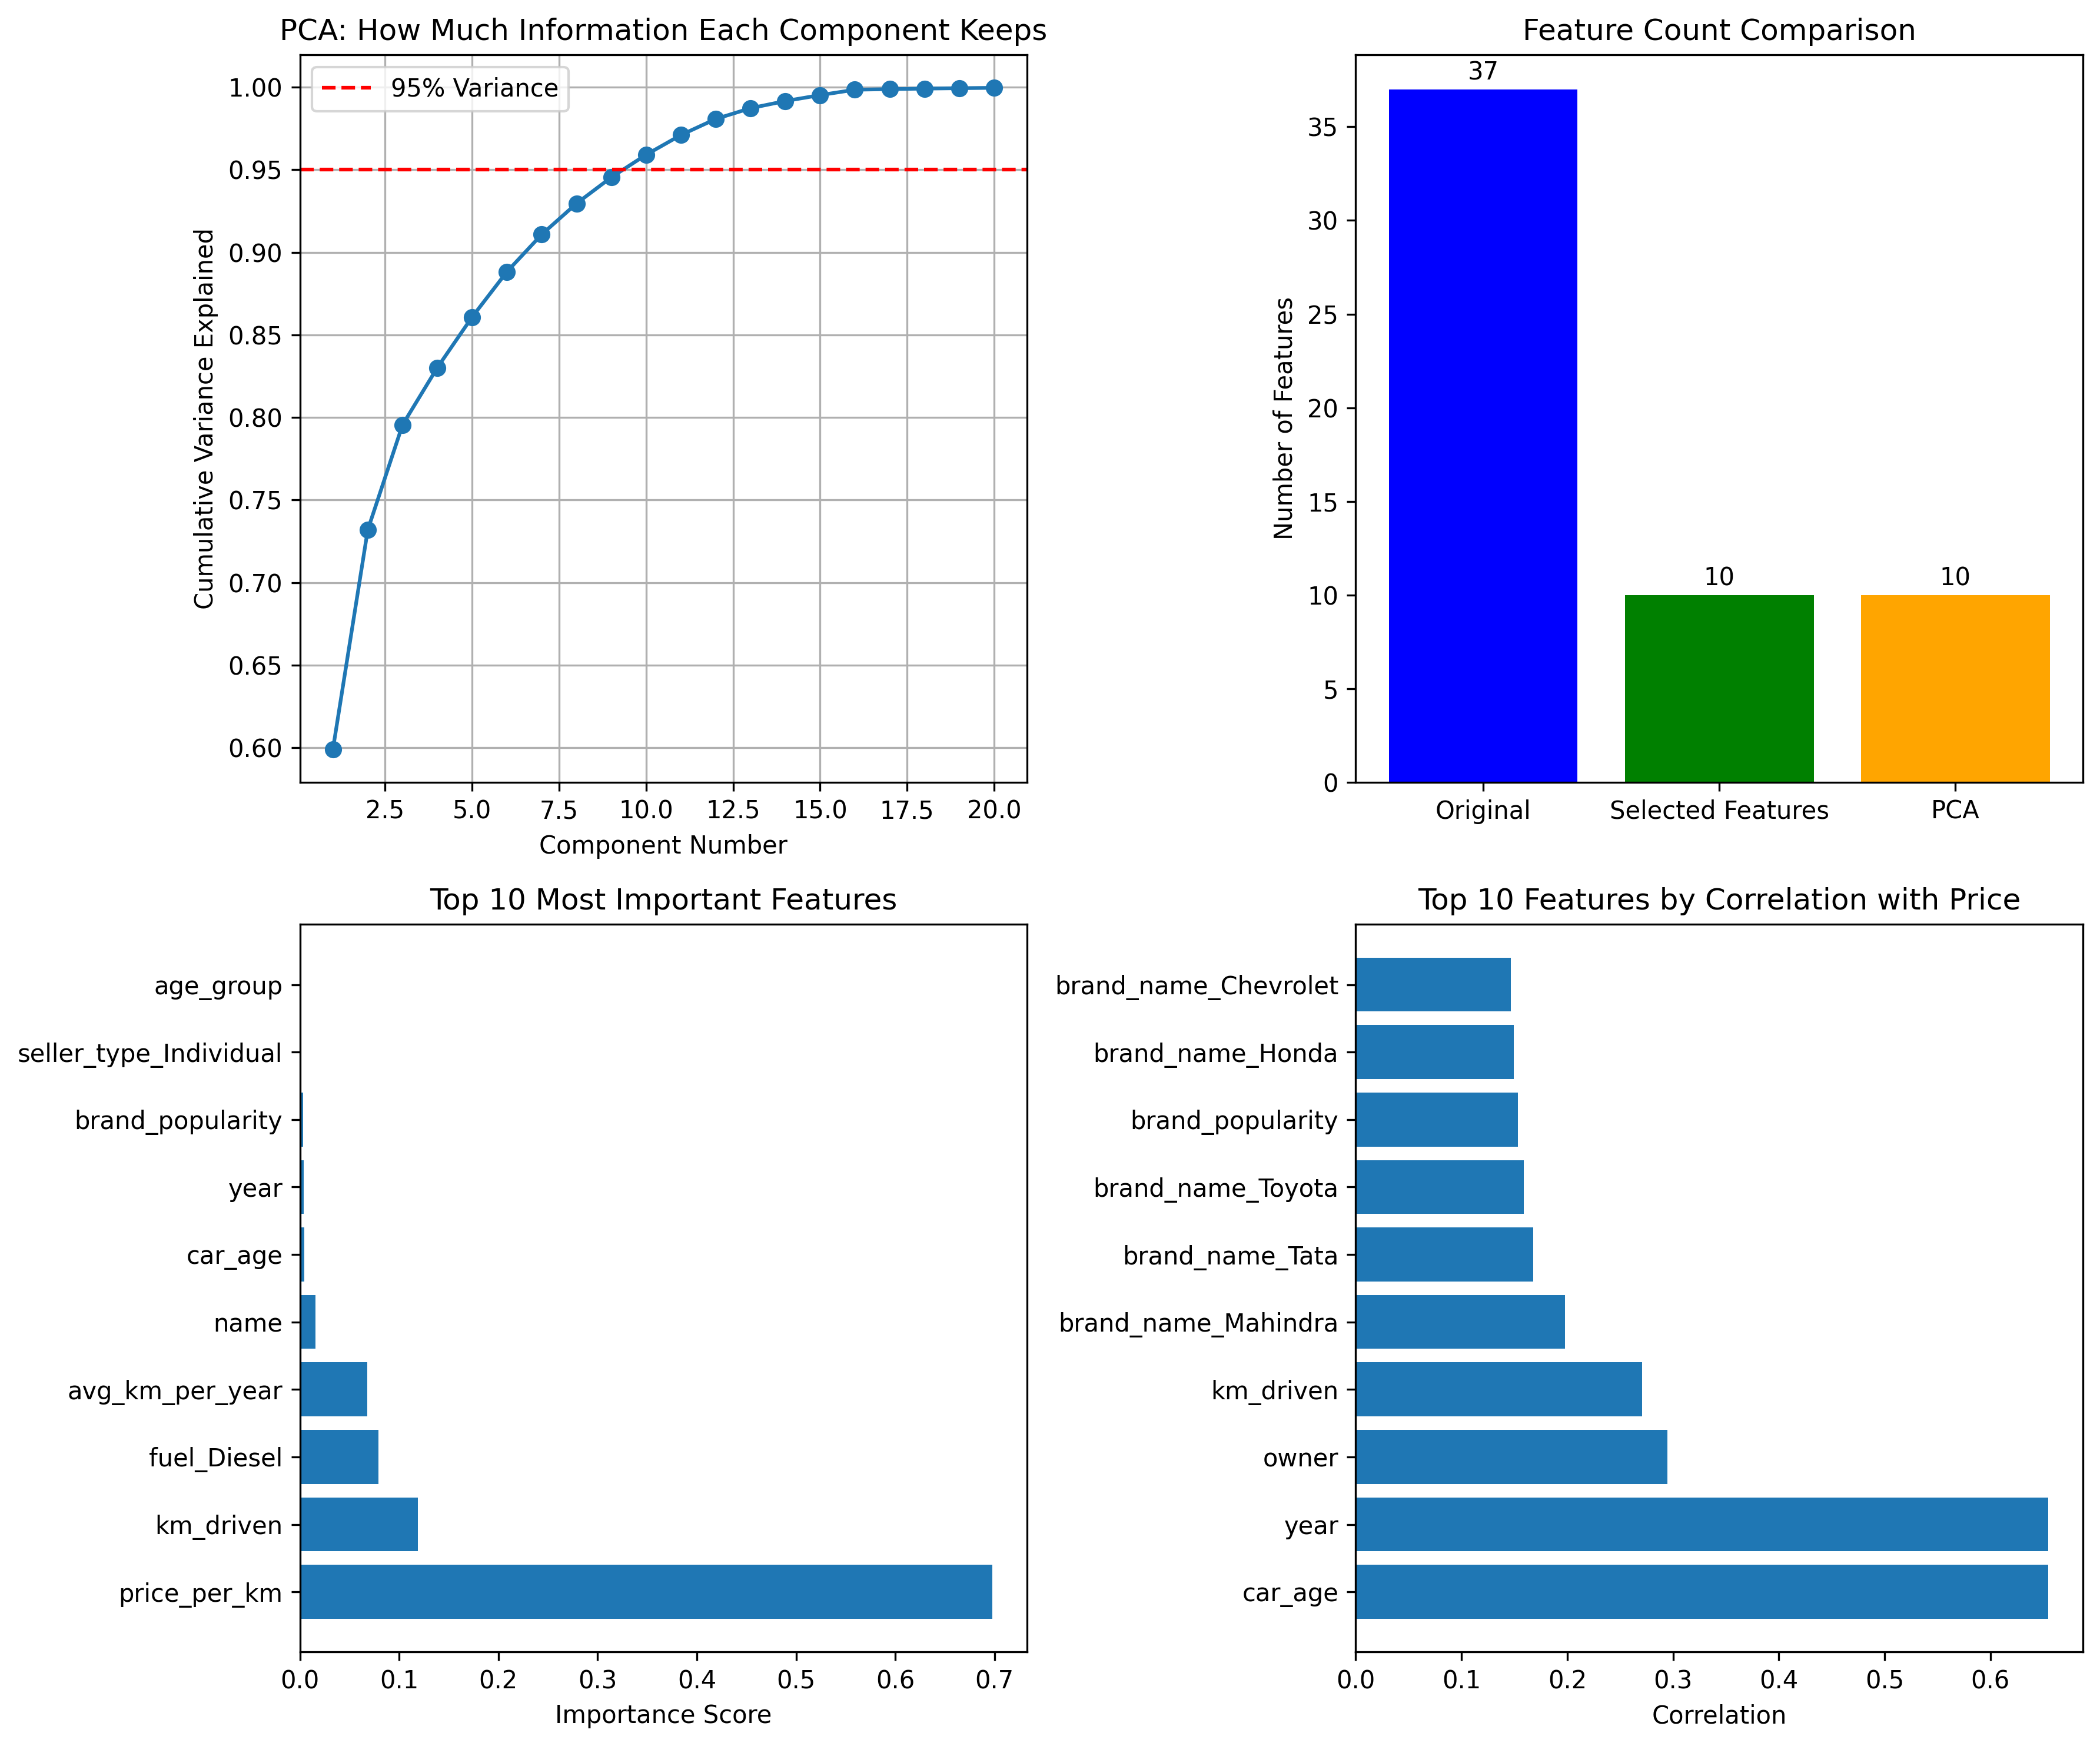 PCA: How Much Information Each Component Keeps
95% Variance
Cumulative Variance Explained
1.00
0.95
0.90
0.85
0.80
0.75
0.70
0.65
0.60
2.5 5.0 7.5 10.0 12.5 15.0 17.5 20.0
Component Number
Feature Count Comparison
Number of Features
35
30
25
20
15
10
5
0
37
10
10
Original Selected Features PCA
Top 10 Most Important Features
age_group
seller_type_Individual
brand_popularity
year
car_age
name
avg_km_per_year
fuel_Diesel
km_driven
price_per_km
0.0 0.1 0.2 0.3 0.4 0.5 0.6 0.7
Importance Score
Top 10 Features by Correlation with Price
brand_name_Chevrolet
brand_name_Honda
brand_popularity
brand_name_Toyota
brand_name_Tata
brand_name_Mahindra
km_driven
owner
year
car_age
0.0 0.1 0.2 0.3 0.4 0.5 0.6
Correlation